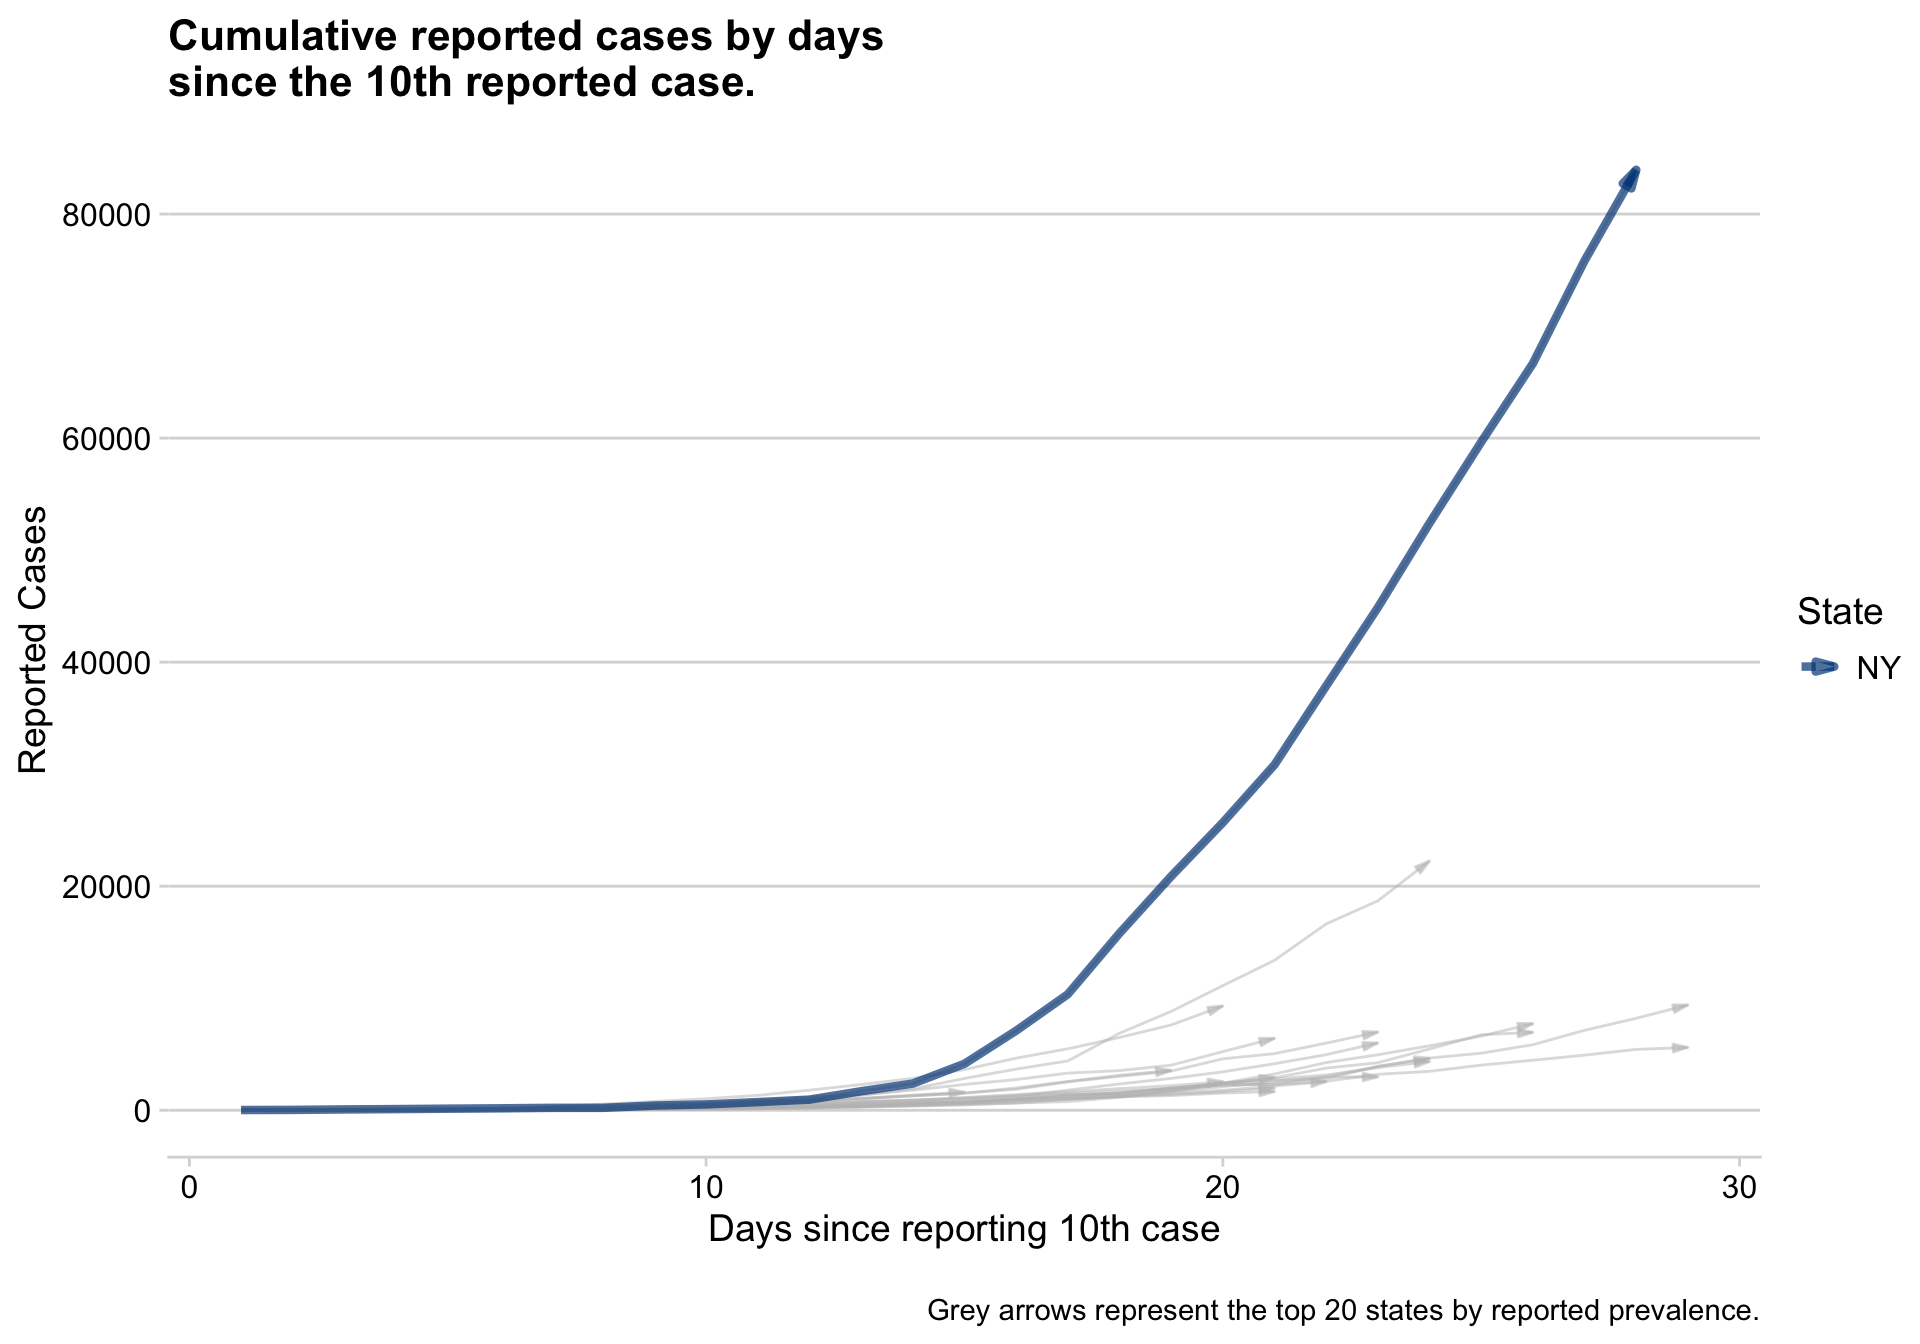 Cumulative reported cases by days
since the 10th reported case.
80000
60000
40000
20000
0
Reported Cases
0 10 20 30
Days since reporting 10th case
State
NY
Grey arrows represent the top 20 states by reported prevalence.